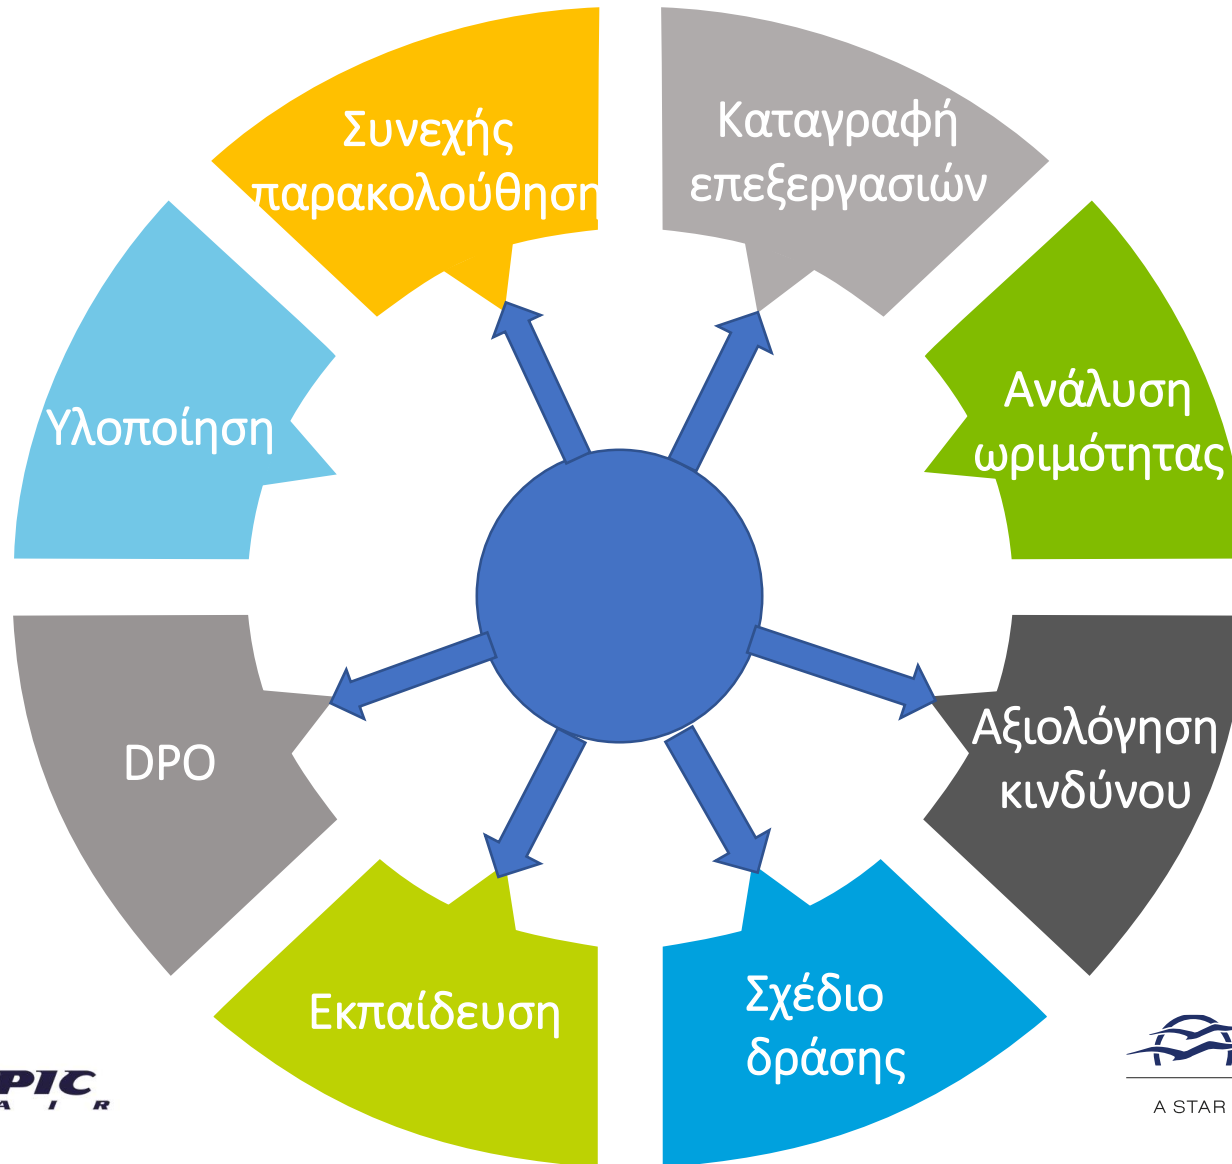 Συνεχής
παρακολούθηση
Καταγραφή
επεξεργασιών
Ανάλυση
ωριμότητας
Αξιολόγηση
κινδύνου
Σχέδιο
δράσης
Εκπαίδευση
DPO
Υλοποίηση
PIC
A I R
A STAR